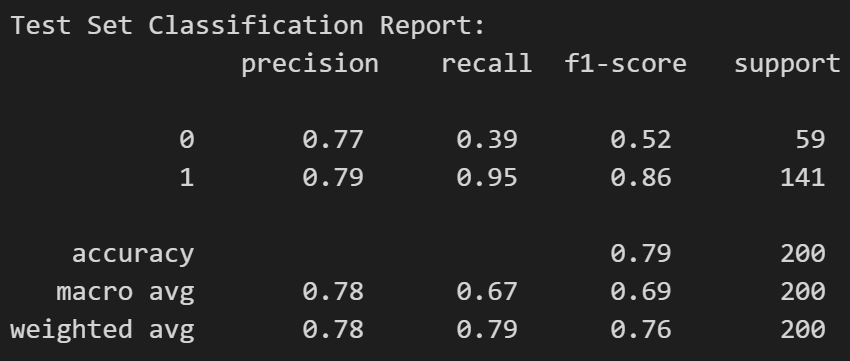 Test Set Classification Report:
precision recall f1-score support
0 0.77 0.39 0.52 59
1 0.79 0.95 0.86 141
accuracy 0.79 200
macro avg 0.78 0.67 0.69 200
weighted avg 0.78 0.79 0.76 200